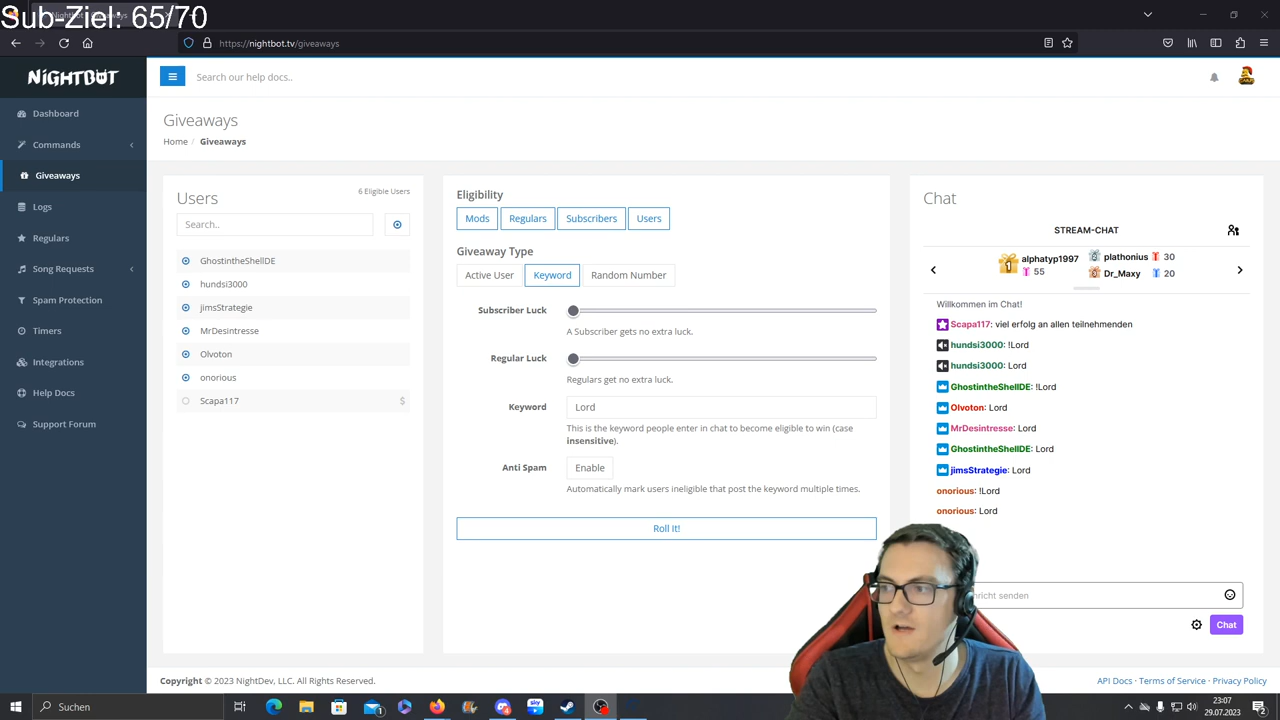 Sub-Ziel: 65/70
https://nightbot.tv/giveaways
NIGHTBOT
Search our help docs..
Dashboard
Commands
Giveaways
Logs
Regulars
Song Requests
Spam Protection
Timers
Integrations
Help Docs
Support Forum
Giveaways
Home / Giveaways
Users
6 Eligible Users
Search..
GhostintheShellDE
hundsi3000
jimsStrategie
MrDesintresse
Olvoton
onorious
Scapa117 $
Eligibility
Mods Regulars Subscribers Users
Giveaway Type
Active User Keyword Random Number
Subscriber Luck
A Subscriber gets no extra luck.
Regular Luck
Regulars get no extra luck.
Keyword Lord
This is the keyword people enter in chat to become eligible to win (case
insensitive).
Anti Spam Enable
Automatically mark users ineligible that post the keyword multiple times.
Roll It!
Chat
STREAM-CHAT
alphatyp1997
55
plathonius 30
Dr_Maxy 20
Willkommen im Chat!
Scapa117: viel erfolg an allen teilnehmenden
hundsi3000: !Lord
hundsi3000: Lord
GhostintheShellDE: !Lord
Olvoton: Lord
MrDesintresse: Lord
GhostintheShellDE: Lord
jimsStrategie: Lord
onorious: !Lord
onorious: Lord
senden
Chat
Copyright © 2023 NightDev, LLC. All Rights Reserved.
API Docs · Terms of Service · Privacy Policy
Suchen
23:07
29.07.2023